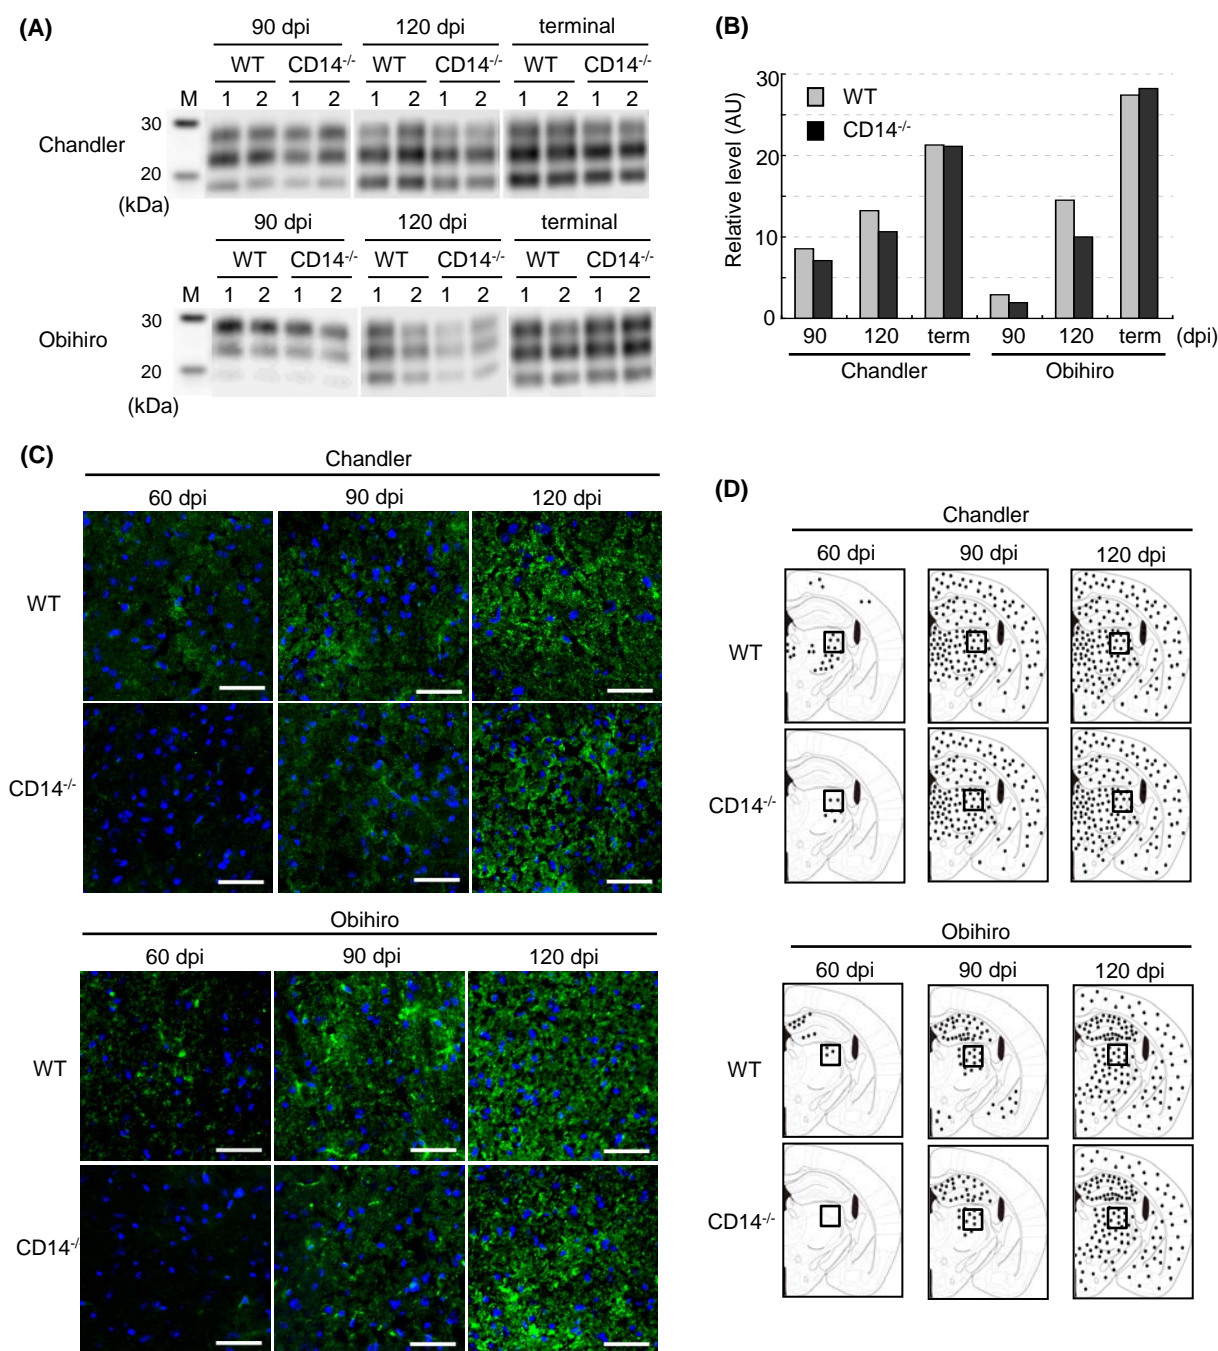 (A)
90 dpi 120 dpi terminal
WT CD14-/- WT CD14-/- WT CD14-/-
M 1 2 1 2 1 2 1 2 1 2 1 2
30
Chandler
20
(kDa)
90 dpi 120 dpi terminal
WT CD14-/- WT CD14-/- WT CD14-/-
M 1 2 1 2 1 2 1 2 1 2 1 2
30
Obihiro
20
(kDa)
(B)
Relative level (AU)
30
20
10
0
WT
CD14-/-
90 120 term 90 120 term (dpi)
Chandler Obihiro
(C)
Chandler
60 dpi 90 dpi 120 dpi
WT
CD14-/-
Obihiro
60 dpi 90 dpi 120 dpi
WT
CD14-/
(D)
Chandler
60 dpi 90 dpi 120 dpi
WT
CD14-/-
Obihiro
60 dpi 90 dpi 120 dpi
WT
CD14-/-